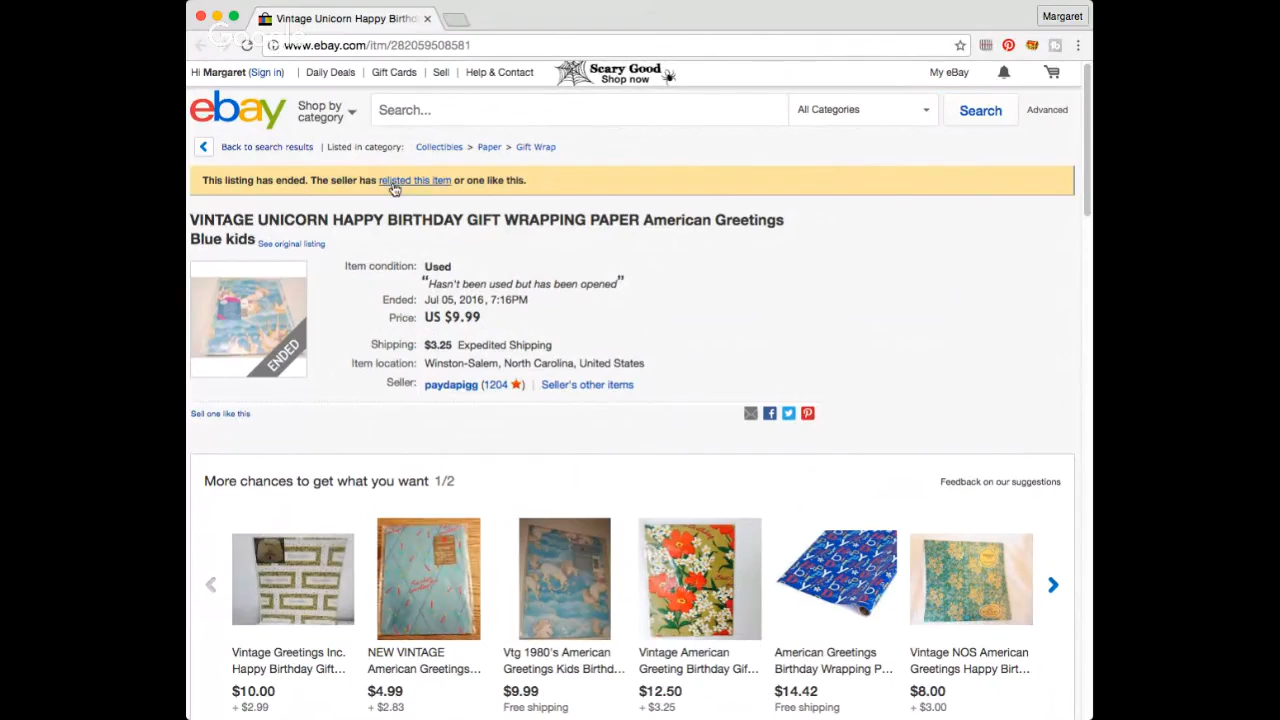 Vintage Unicorn Happy Birthd
Margaret
Google
www.ebay.com/itm/282059508581
Hi Margaret (Sign in) | Daily Deals | Gift Cards | Sell | Help & Contact
Scary Good
Shop now
My eBay
ebay
Shop by
category
Search...
All Categories
Search
Advanced
Back to search results | Listed in category: Collectibles > Paper > Gift Wrap
This listing has ended. The seller has relisted this item or one like this.
VINTAGE UNICORN HAPPY BIRTHDAY GIFT WRAPPING PAPER American Greetings
Blue kids See original listing
Item condition: Used
“Hasn't been used but has been opened”
Ended: Jul 05, 2016 , 7:16PM
Price: US $9.99
ENDED
Shipping: $3.25 Expedited Shipping
Item location: Winston-Salem, North Carolina, United States
Seller: paydapigg (1204 ) | Seller's other items
Sell one like this
More chances to get what you want 1/2
Feedback on our suggestions
Vintage Greetings Inc.
Happy Birthday Gift...
$10.00
+ $2.99
NEW VINTAGE
American Greetings...
$4.99
+ $2.83
Vtg 1980's American
Greetings Kids Birthd...
$9.99
Free shipping
Vintage American
Greeting Birthday Gif...
$12.50
+ $3.25
American Greetings
Birthday Wrapping P...
$14.42
Free shipping
Vintage NOS American
Greetings Happy Birt...
$8.00
+ $3.00